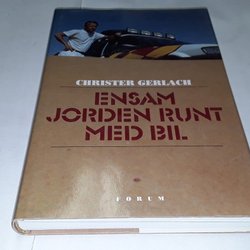 CHRISTER GERLACH
ENSAM
JORDEN RUNT
MED BIL
FORUM